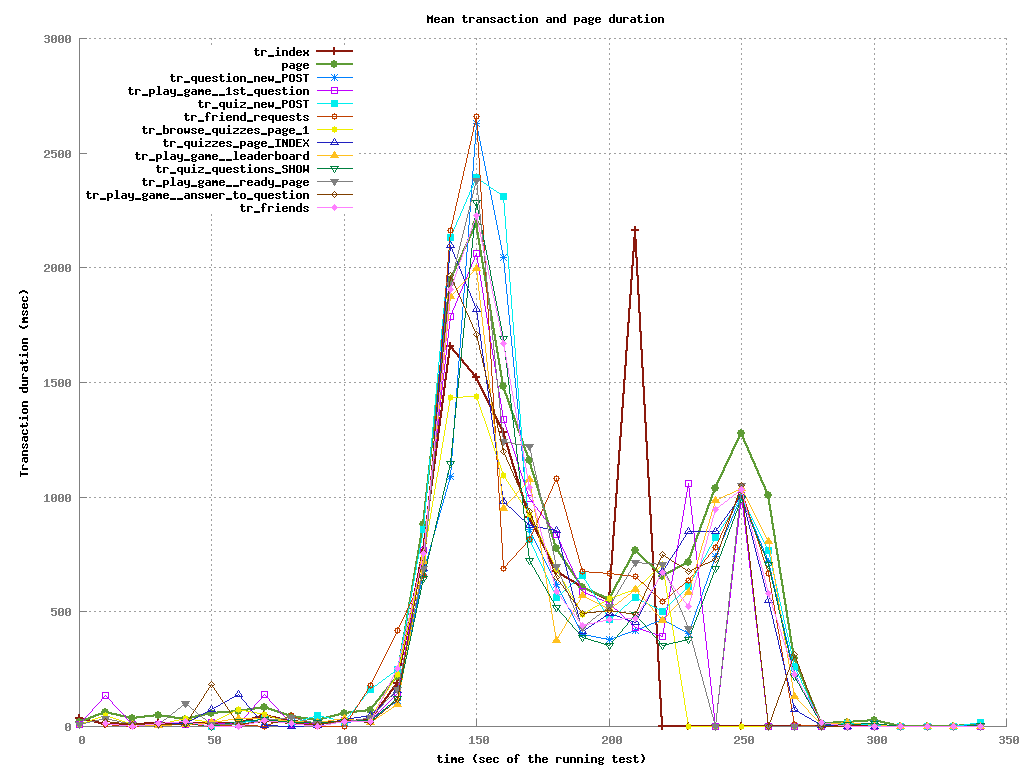 Mean transaction and page duration
3000
2500
2000
1500
1000
500
0
tr_index
page
tr_question_new_POST
tr_play_game__1st_question
tr_quiz_new_POST
tr_friend_requests
tr_browse_quizzes_page_1
tr_quizzes_page_INDEX
tr_play_game__leaderboard
tr_quiz_questions_SHOW
tr_play_game__ready_page
tr_play_game__answer_to_question
tr_friends
Transaction duration (msec)
0 50 100 150 200 250 300 350
time (sec of the running test)